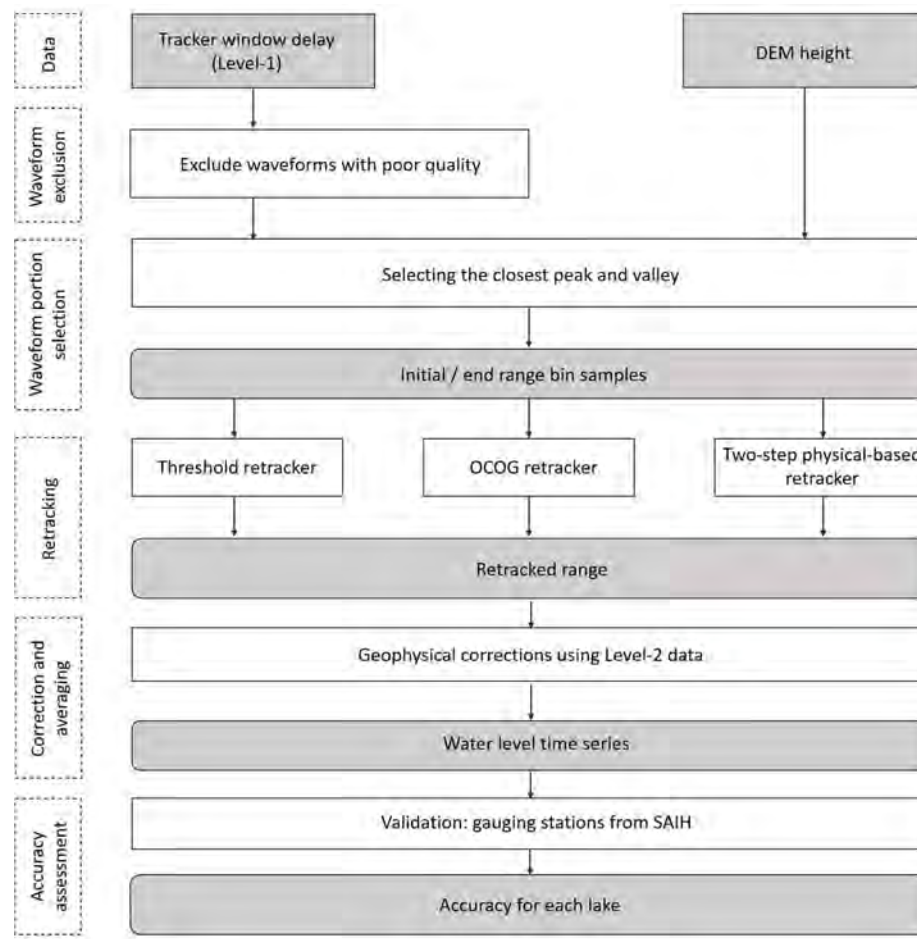 Data
Tracker window delay
(Level-1)
DEM height
Waveform
exclusion
Exclude waveforms with poor quality
Waveform portion
selection
Selecting the closest peak and valley
Initial / end range bin samples
Retracking
Threshold retracker
OCOG retracker
Two-step physical-based
retracker
Retracked range
Correction and
averaging
Geophysical corrections using Level-2 data
Water level time series
Accuracy
assessment
Validation: gauging stations from SAIH
Accuracy for each lake